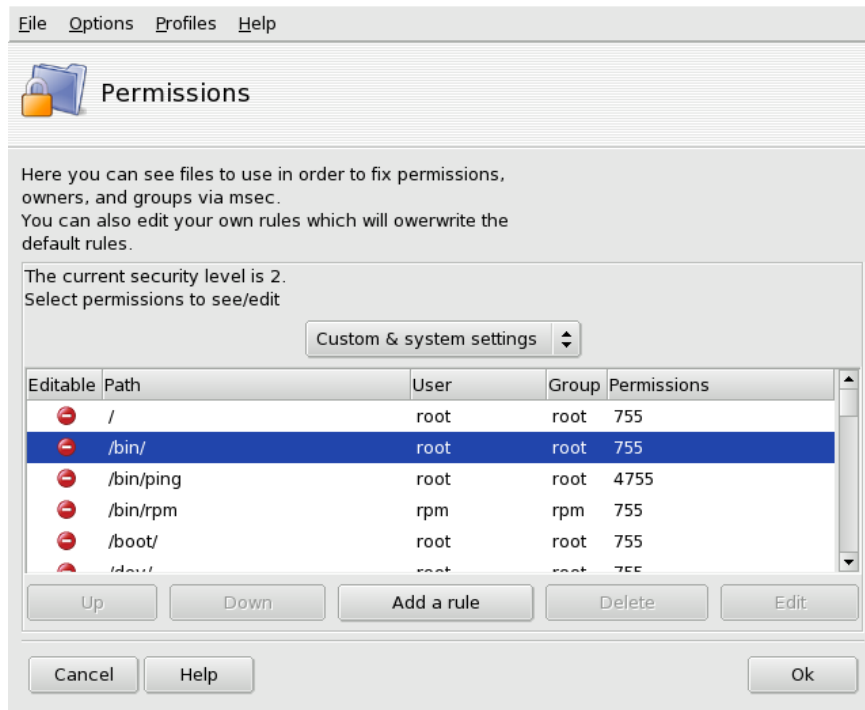 File Options Profiles Help
Permissions
Here you can see files to use in order to fix permissions,
owners, and groups via msec.
You can also edit your own rules which will owerwrite the
default rules.
The current security level is 2.
Select permissions to see/edit
Custom & system settings
Editable Path User Group Permissions
/ root root 755
/bin/ root root 755
/bin/ping root root 4755
/bin/rpm rpm rpm 755
/boot/ root root 755
/dev/ root root 755
Up Down Add a rule Delete Edit
Cancel Help Ok